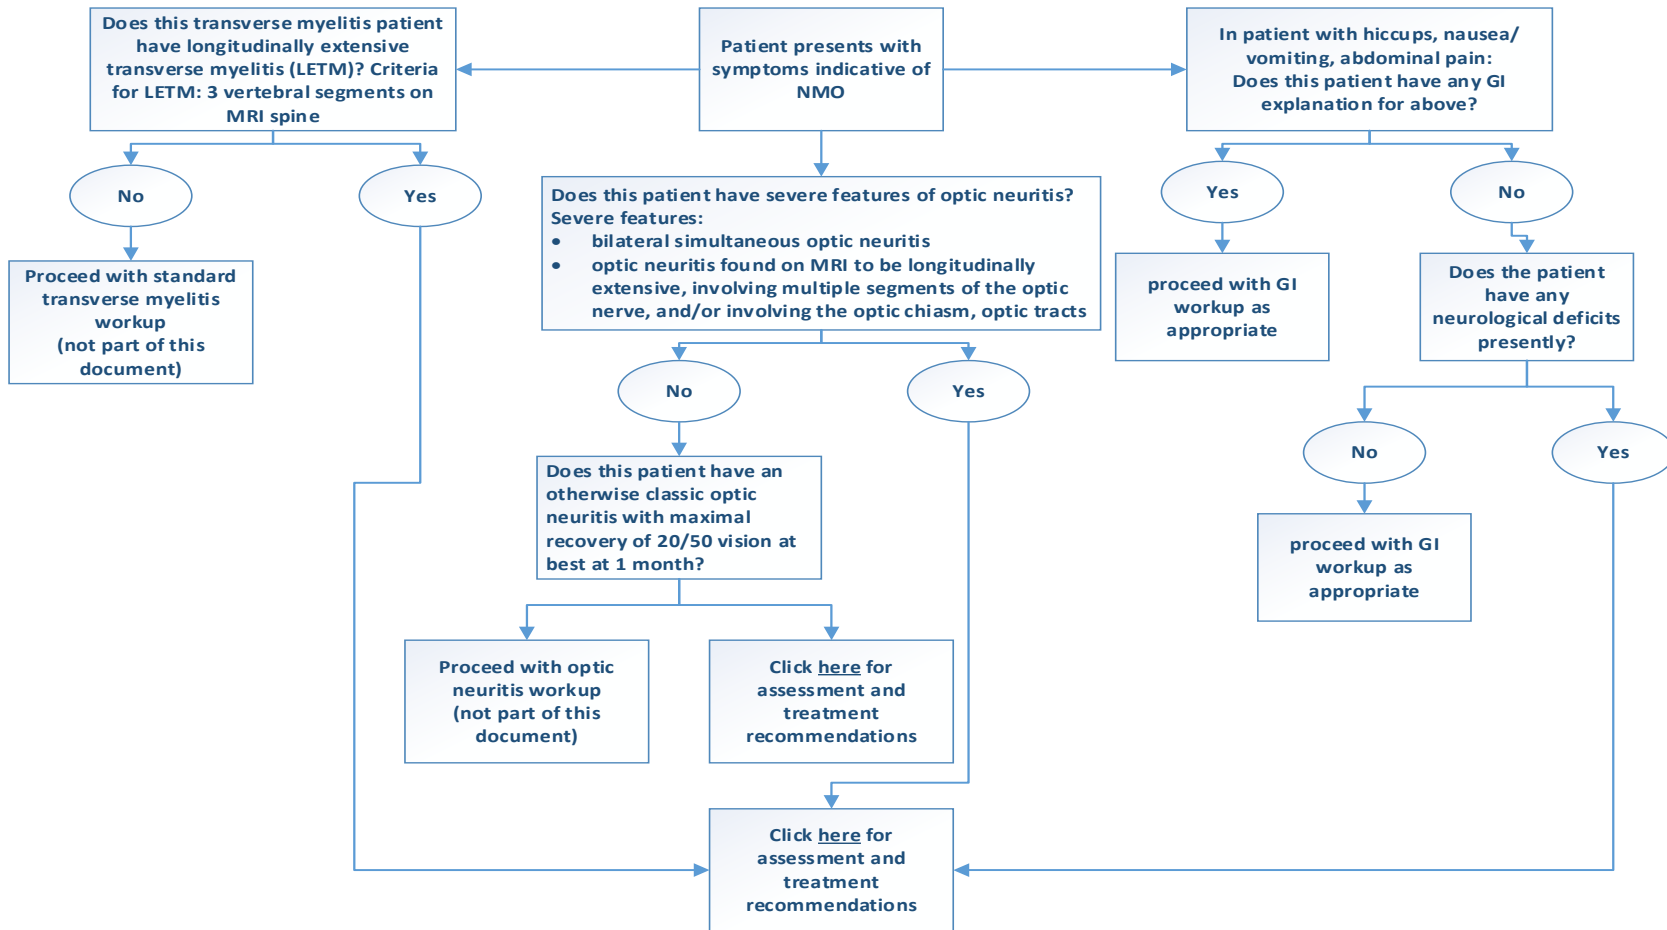 Does this transverse myelitis patient
have longitudinally extensive
transverse myelitis (LETM)? Criteria
for LETM: 3 vertebral segments on
MRI spine
Patient presents with
symptoms indicative of
NMO
In patient with hiccups, nausea/
vomiting, abdominal pain:
Does this patient have any GI
explanation for above?
No
Yes
Yes
No
Does this patient have severe features of optic neuritis?
Severe features:
• bilateral simultaneous optic neuritis
• optic neuritis found on MRI to be longitudinally
extensive, involving multiple segments of the optic
nerve, and/or involving the optic chiasm, optic tracts
Proceed with standard
transverse myelitis
workup
(not part of this
document)
proceed with GI
workup as
appropriate
Does the patient
have any
neurological deficits
presently?
No
Yes
No
Yes
Does this patient have an
otherwise classic optic
neuritis with maximal
recovery of 20/50 vision at
best at 1 month?
proceed with GI
workup as
appropriate
Proceed with optic
neuritis workup
(not part of this
document)
Click here for
assessment and
treatment
recommendations
Click here for
assessment and
treatment
recommendations